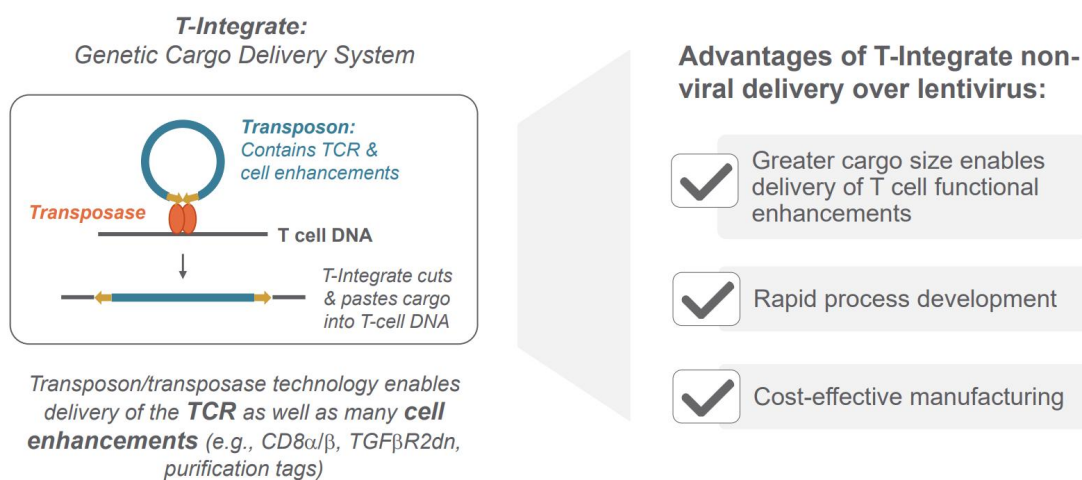 T-Integrate:
Genetic Cargo Delivery System
Transposon:
Contains TCR &
cell enhancements
Transposase
T cell DNA
T-Integrate cuts
& pastes cargo
into T-cell DNA
Transposon/transposase technology enables
delivery of the TCR as well as many cell
enhancements (e.g., CD8α/β, TGFβR2dn,
purification tags)
Advantages of T-Integrate non-
viral delivery over lentivirus:
Greater cargo size enables
delivery of T cell functional
enhancements
Rapid process development
Cost-effective manufacturing